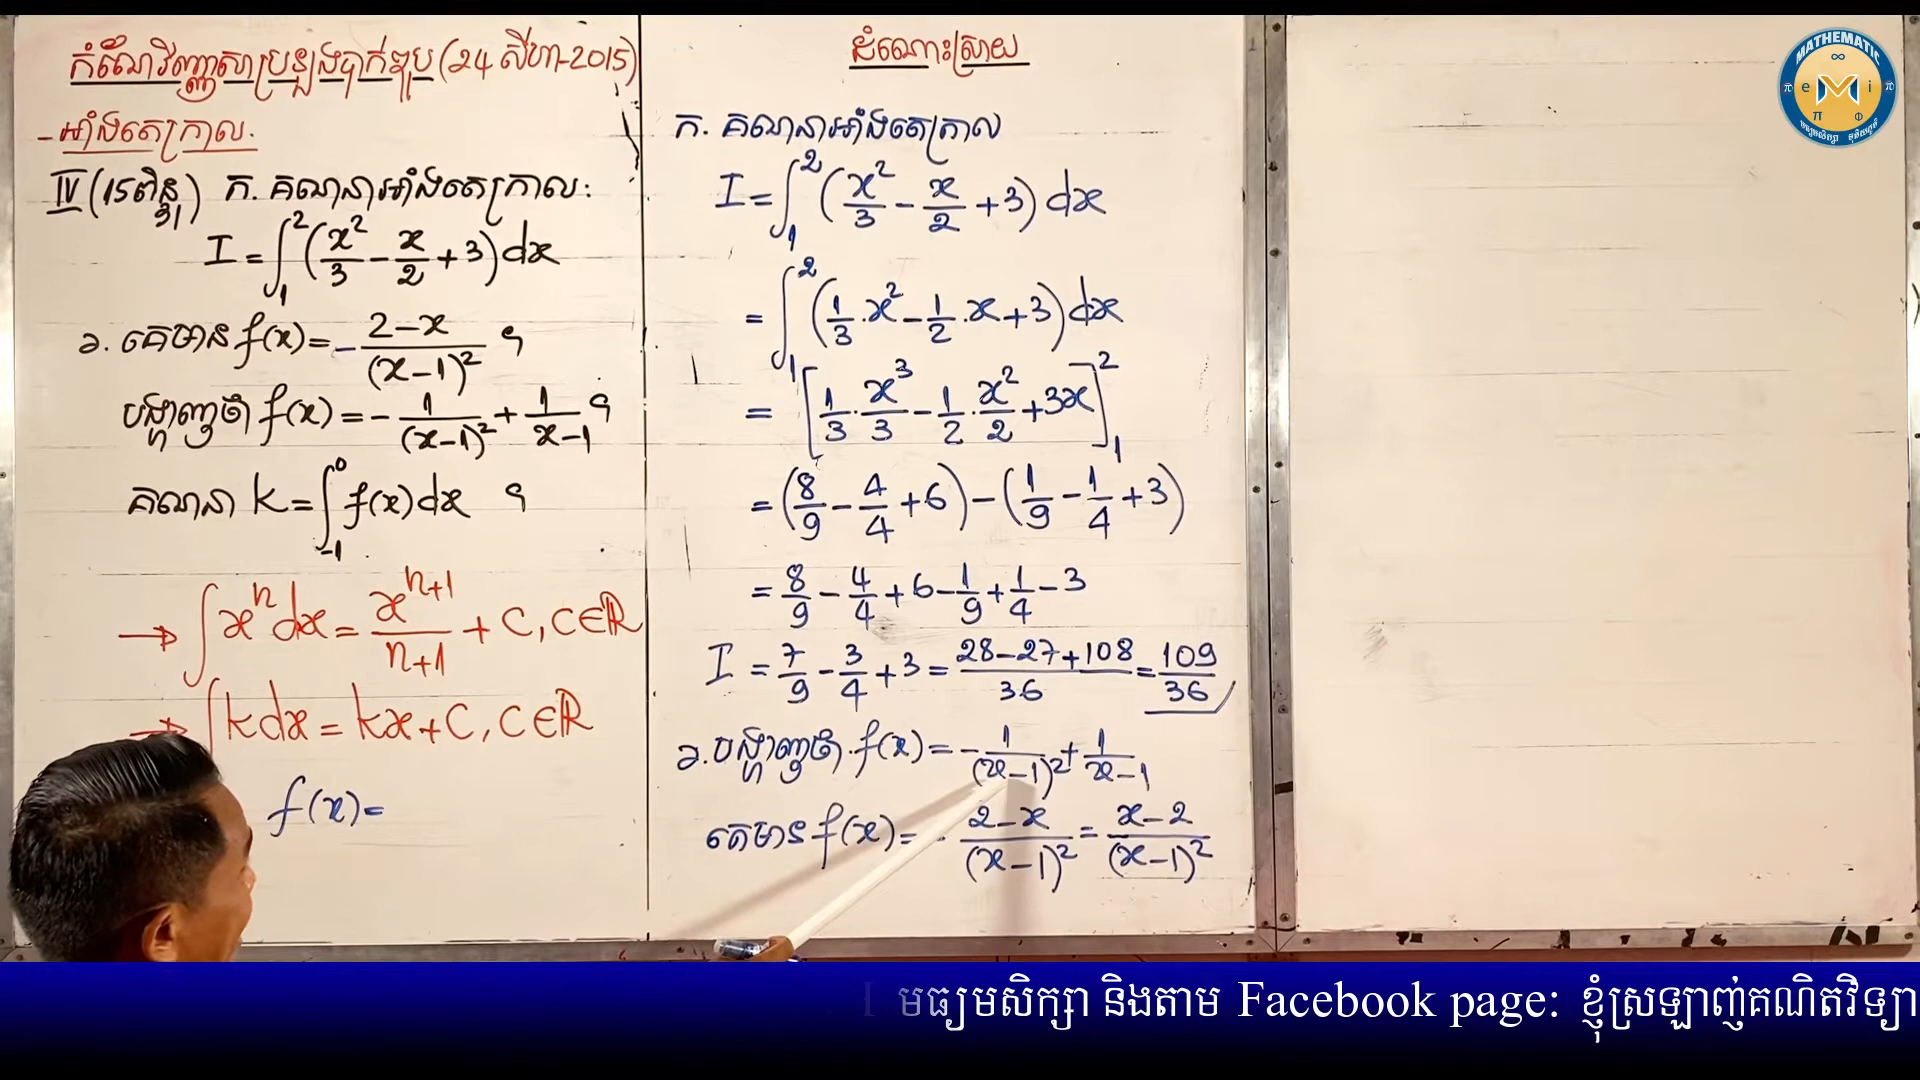 កំណែវិញ្ញាសាប្រឡងបាក់ឌុប (24 សីហា-2015)
- អាំងតេក្រាល.
IV (15ពិន្ទុ) ក. គណនាអាំងតេក្រាល:
I = ∫₁² (x²/3 - x/2 + 3) dx
ខ. គេមាន f(x) = - (2-x)/(x-1)² ។
បង្ហាញថា f(x) = - 1/(x-1)² + 1/(x-1) ។
គណនា k = ∫₋₁⁰ f(x) dx ។
→ ∫ xⁿ dx = xⁿ⁺¹/(n+1) + C, C∈ℝ
→ ∫ k dx = kx + C, C∈ℝ
f(x) =
ដំណោះស្រាយ
ក. គណនាអាំងតេក្រាល
I = ∫₁² (x²/3 - x/2 + 3) dx
= ∫₁² (1/3 . x² - 1/2 . x + 3) dx
= [1/3 . x³/3 - 1/2 . x²/2 + 3x]₁²
= (8/9 - 4/4 + 6) - (1/9 - 1/4 + 3)
= 8/9 - 4/4 + 6 - 1/9 + 1/4 - 3
I = 7/9 - 3/4 + 3 = (28-27+108)/36 = 109/36
ខ. បង្ហាញថា f(x) = - 1/(x-1)² + 1/(x-1)
គេមាន f(x) = - (2-x)/(x-1)² = (x-2)/(x-1)²
MATHEMATIC
∞ π e M i π π Φ
មធ្យមសិក្សា និងតាម Facebook page: ខ្ញុំស្រឡាញ់គណិតវិទ្យា